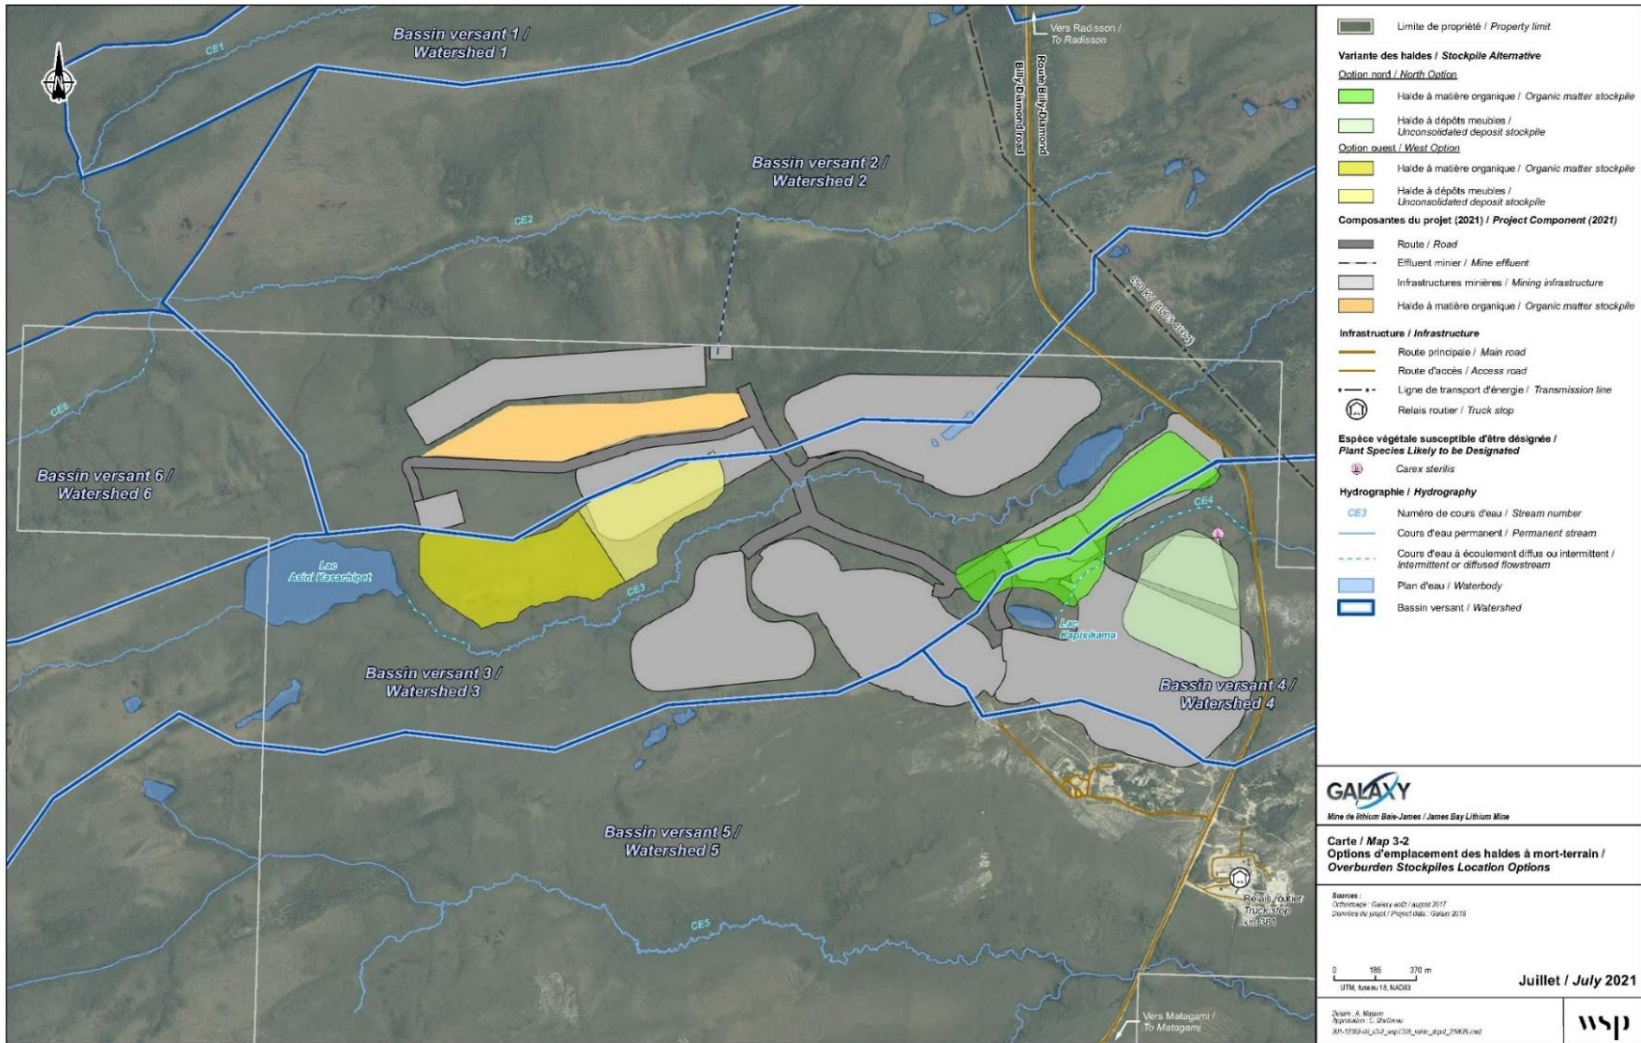 Bassin versant 1 /
Watershed 1
CE1
Vers Radisson /
To Radisson
Route Billy-Diamond
Billy-Diamond road
Bassin versant 2 /
Watershed 2
CE2
CE6
Bassin versant 6 /
Watershed 6
Lac
Asini Kasachipet
CE3
CE4
Lac
Kapisikama
Bassin versant 3 /
Watershed 3
Bassin versant 4 /
Watershed 4
Bassin versant 5 /
Watershed 5
CE5
Relais routier
Truck stop
Vers Matagami /
To Matagami
Limite de propriété / Property limit
Variante des haldes / Stockpile Alternative
Option nord / North Option
Halde à matière organique / Organic matter stockpile
Halde à dépôts meubles /
Unconsolidated deposit stockpile
Option ouest / West Option
Halde à matière organique / Organic matter stockpile
Halde à dépôts meubles /
Unconsolidated deposit stockpile
Composantes du projet (2021) / Project Component (2021)
Route / Road
Effluent minier / Mine effluent
Infrastructures minières / Mining infrastructure
Halde à matière organique / Organic matter stockpile
Infrastructure / Infrastructure
Route principale / Main road
Route d'accès / Access road
Ligne de transport d'énergie / Transmission line
Relais routier / Truck stop
Espèce végétale susceptible d'être désignée /
Plant Species Likely to be Designated
Carex sterilis
Hydrographie / Hydrography
CE3 Numéro de cours d'eau / Stream number
Cours d'eau permanent / Permanent stream
Cours d'eau à écoulement diffus ou intermittent /
Intermittent or diffused flowstream
Plan d'eau / Waterbody
Bassin versant / Watershed
GALAXY
Mine de lithium Baie-James / James Bay Lithium Mine
Carte / Map 3-2
Options d'emplacement des haldes à mort-terrain /
Overburden Stockpiles Location Options
Sources :
Orthoimage : Galaxy août / august 2017
Données du projet / Project data : Galaxy
0 185 370 m
UTM, fuseau 18, NAD83
Juillet / July 2021
wsp